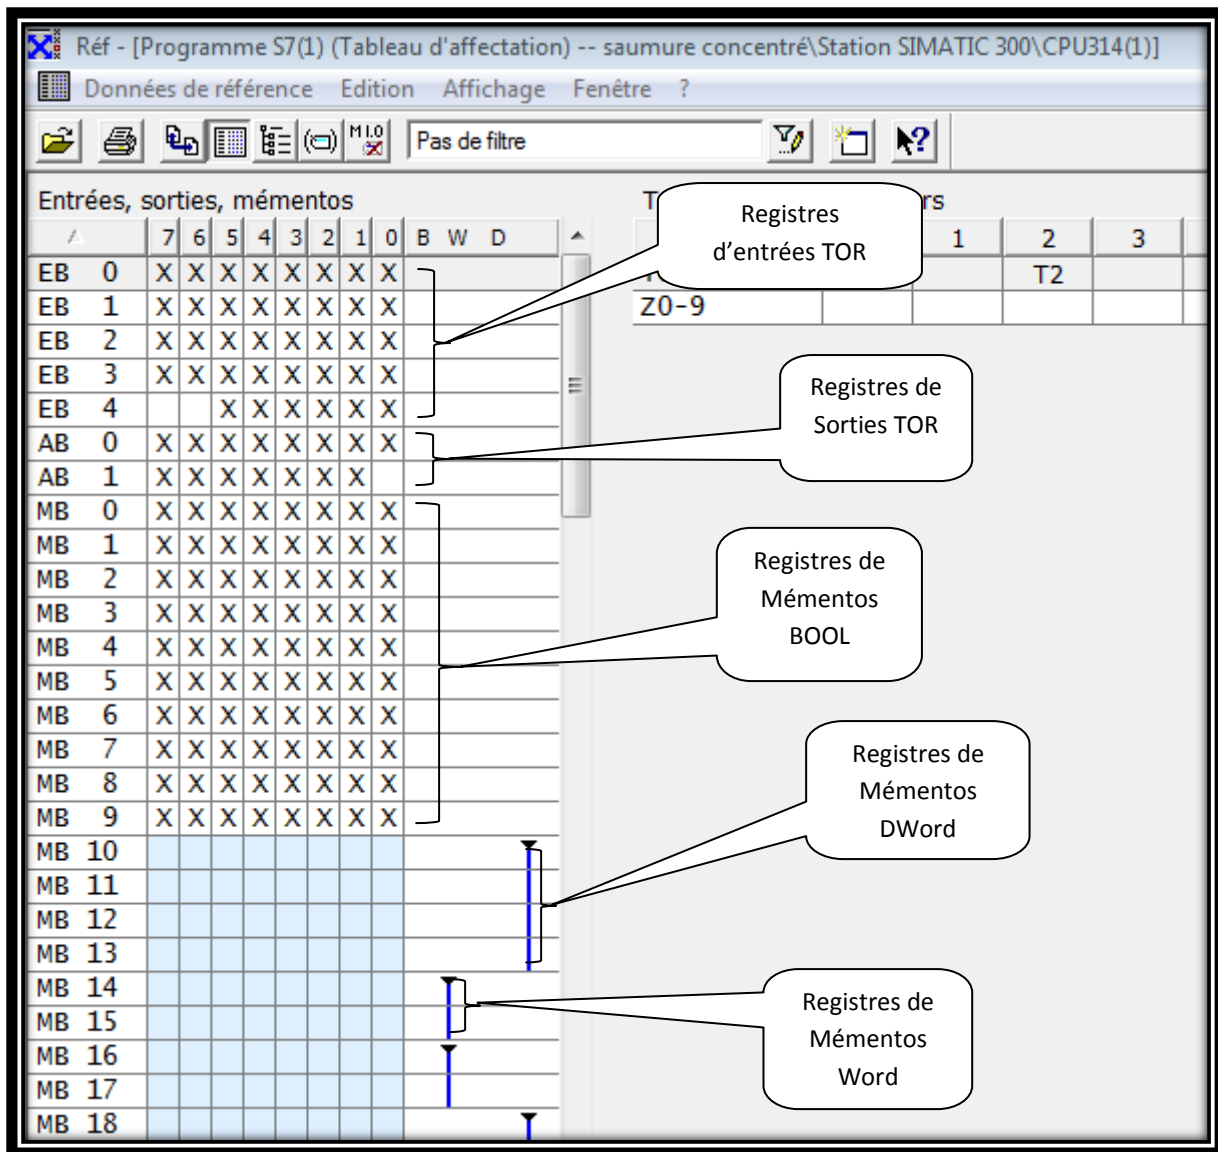 Réf - [Programme S7(1) (Tableau d'affectation) -- saumure concentré\Station SIMATIC 300\CPU314(1)]
Données de référence Edition Affichage Fenêtre ?
M1.0 Pas de filtre
Entrées, sorties, mémentos
7 6 5 4 3 2 1 0 B W D
1 2 3
EB 0 X X X X X X X X
T2
EB 1 X X X X X X X X
Z0-9
EB 2 X X X X X X X X
EB 3 X X X X X X X X
EB 4 X X X X X X
AB 0 X X X X X X X X
AB 1 X X X X X X X
MB 0 X X X X X X X X
MB 1 X X X X X X X X
MB 2 X X X X X X X X
MB 3 X X X X X X X X
MB 4 X X X X X X X X
MB 5 X X X X X X X X
MB 6 X X X X X X X X
MB 7 X X X X X X X X
MB 8 X X X X X X X X
MB 9 X X X X X X X X
MB 10
MB 11
MB 12
MB 13
MB 14
MB 15
MB 16
MB 17
MB 18
Registres
d'entrées TOR
Registres de
Sorties TOR
Registres de
Mémentos
BOOL
Registres de
Mémentos
DWord
Registres de
Mémentos
Word